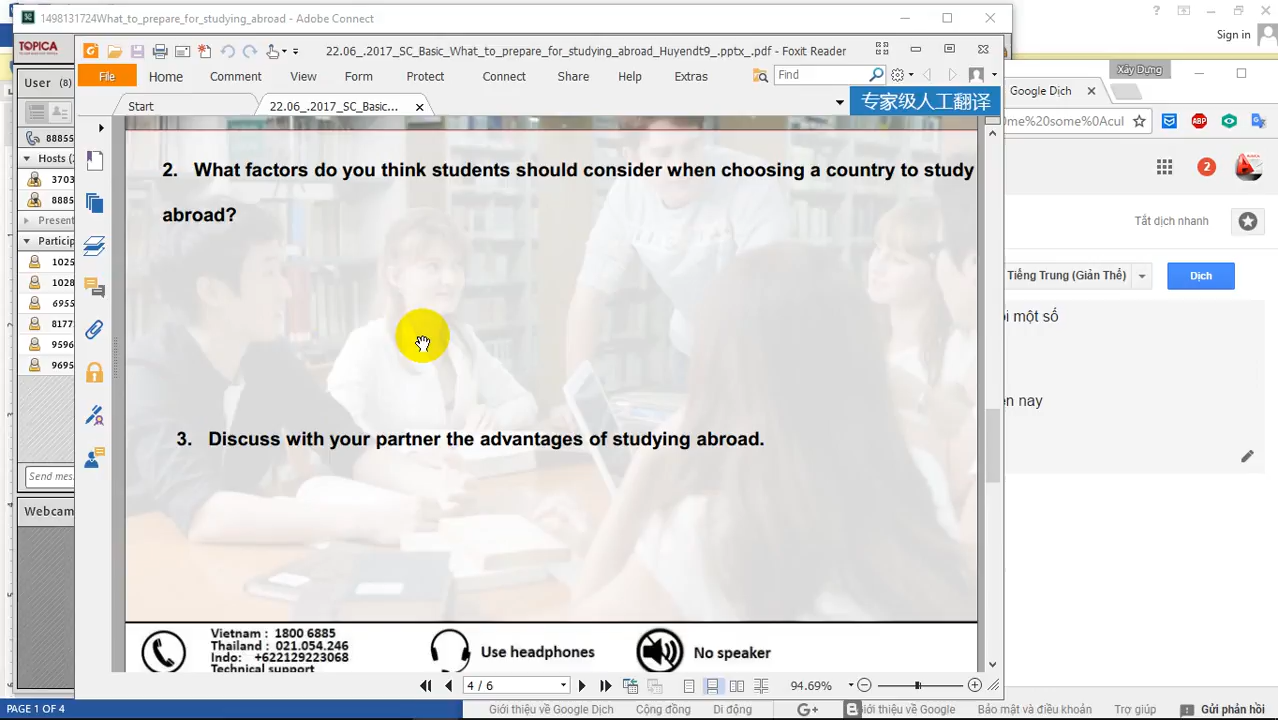 1498131724What_to_prepare_for_studying_abroad - Adobe Connect
Sign in
TOPICA
22.06_.2017_SC_Basic_What_to_prepare_for_studying_abroad_Huyendt9_.pptx_.pdf - Foxit Reader
Xây Dựng
User (8)
File Home Comment View Form Protect Connect Share Help Extras
Find
Google Dịch
Start
22.06_.2017_SC_Basic...
专家级人工翻译
ome%20some%0Acul
ABP
88855
Hosts (
3703
8885
Present
Particip
1025
1028
6955
8177
9596
9695
Send mes
Webcam
2. What factors do you think students should consider when choosing a country to study
abroad?
3. Discuss with your partner the advantages of studying abroad.
2
Tắt dịch nhanh
Tiếng Trung (Giản Thể)
Dịch
i một số
n nay
Vietnam : 1800 6885
Thailand : 021.054.246
Indo: +622129223068
Technical support
Use headphones
No speaker
4 / 6
94.69%
PAGE 1 OF 4
Giới thiệu về Google Dịch
Cộng đồng
Di động
G+
Giới thiệu về Google
Bảo mật và điều khoản
Trợ giúp
Gửi phản hồi